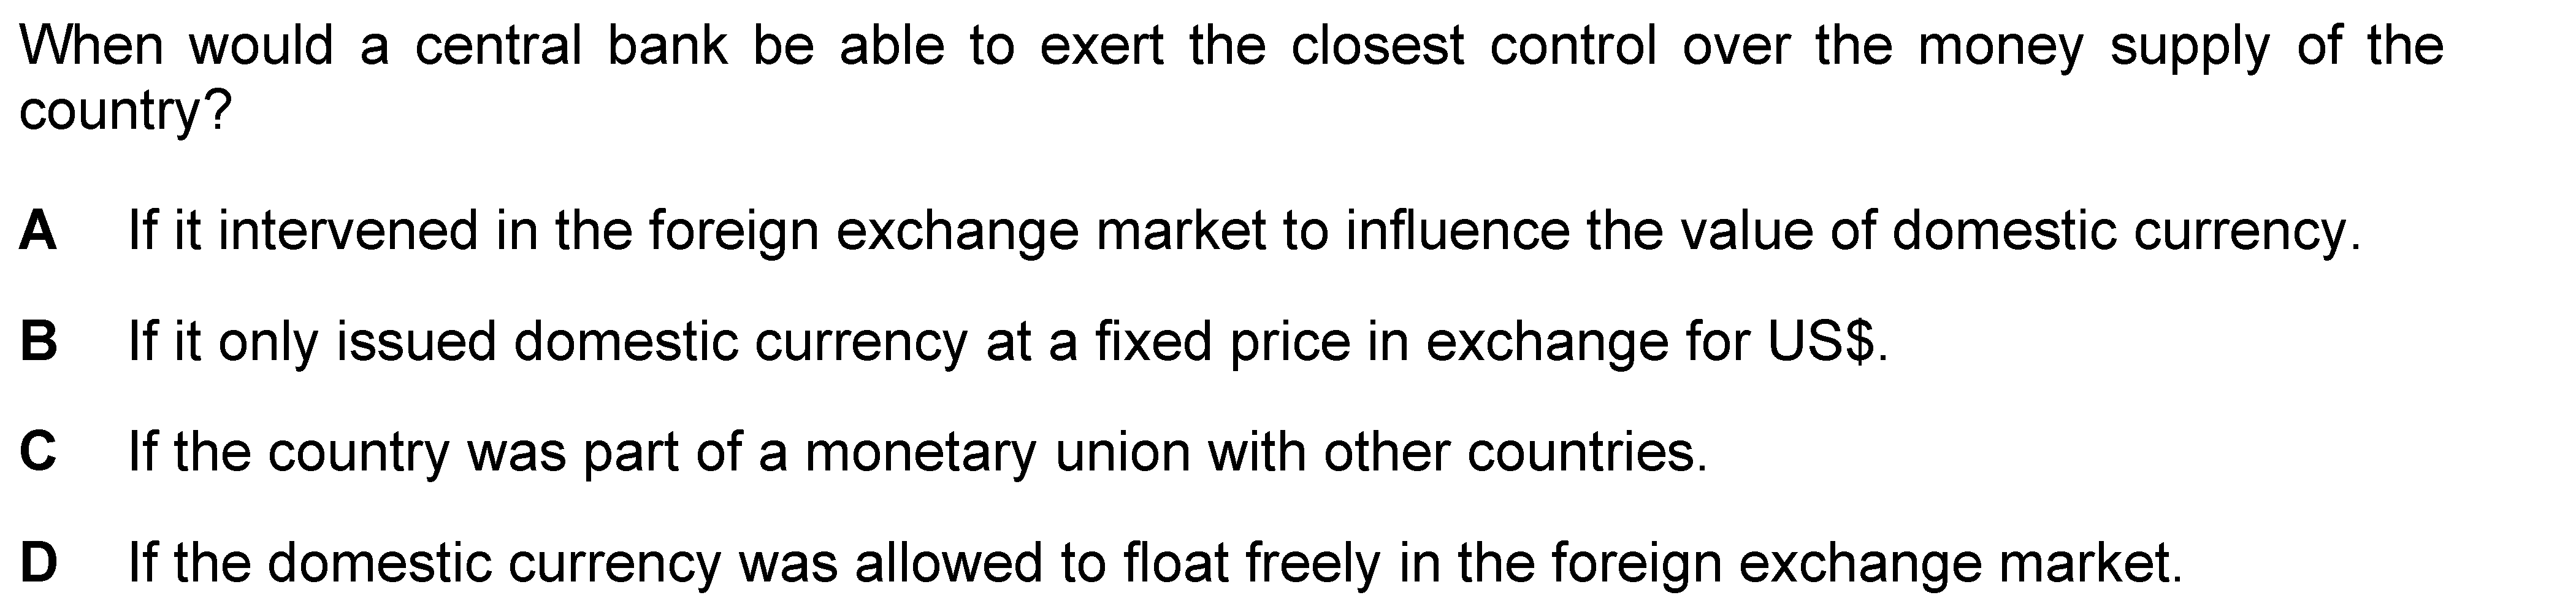 When would a central bank be able to exert the closest control over the money supply of the
country?
A If it intervened in the foreign exchange market to influence the value of domestic currency.
B If it only issued domestic currency at a fixed price in exchange for US$.
C If the country was part of a monetary union with other countries.
D If the domestic currency was allowed to float freely in the foreign exchange market.